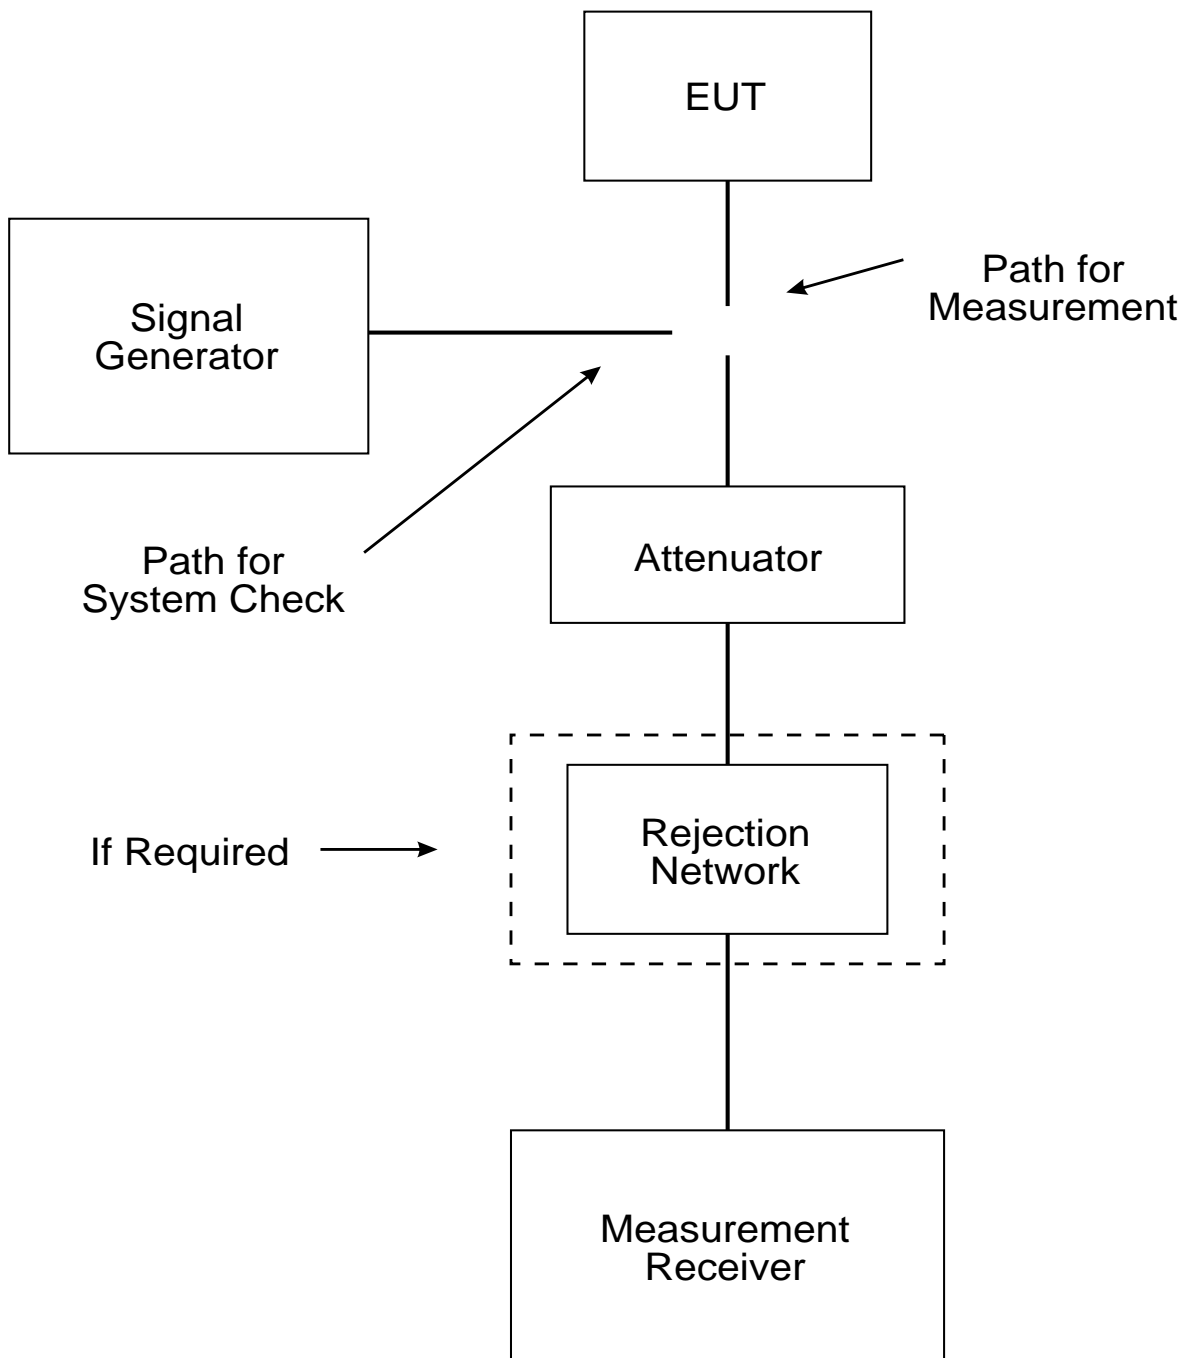 EUT
Signal
Generator
Path for
Measurement
Path for
System Check
Attenuator
If Required
Rejection
Network
Measurement
Receiver